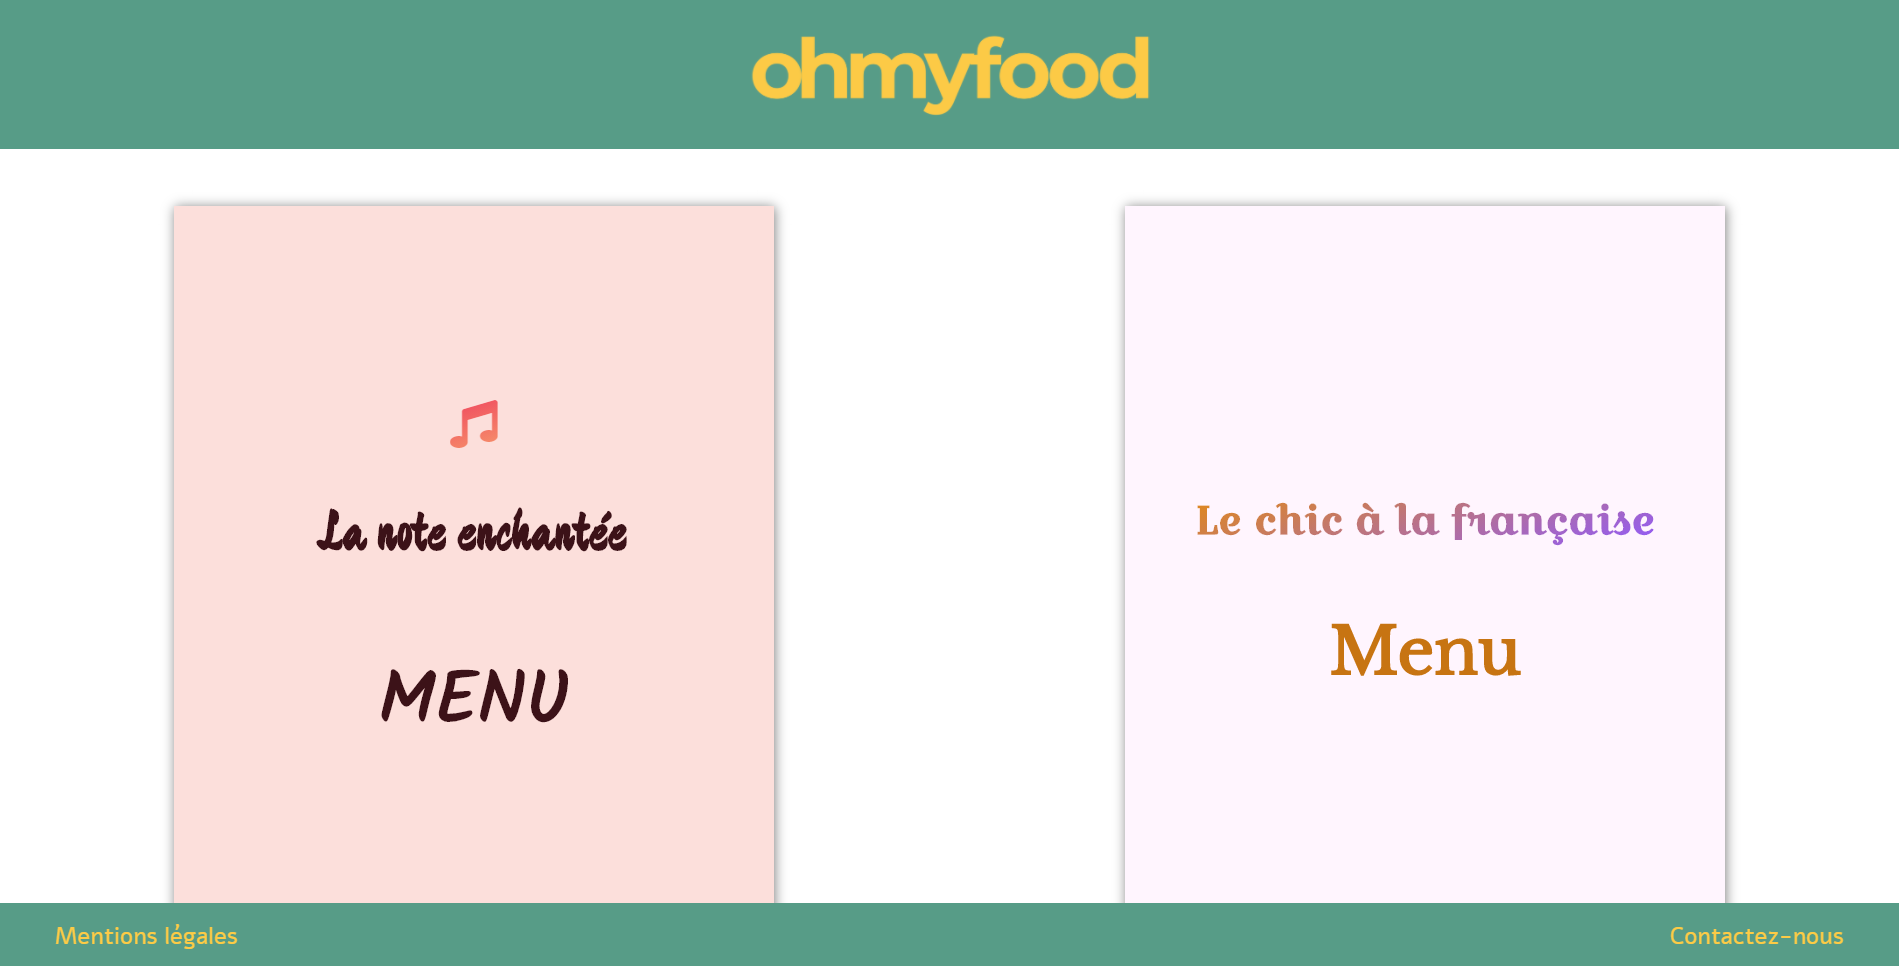 ohmyfood
La note enchantée
MENU
Le chic à la française
Menu
Mentions légales
Contactez-nous